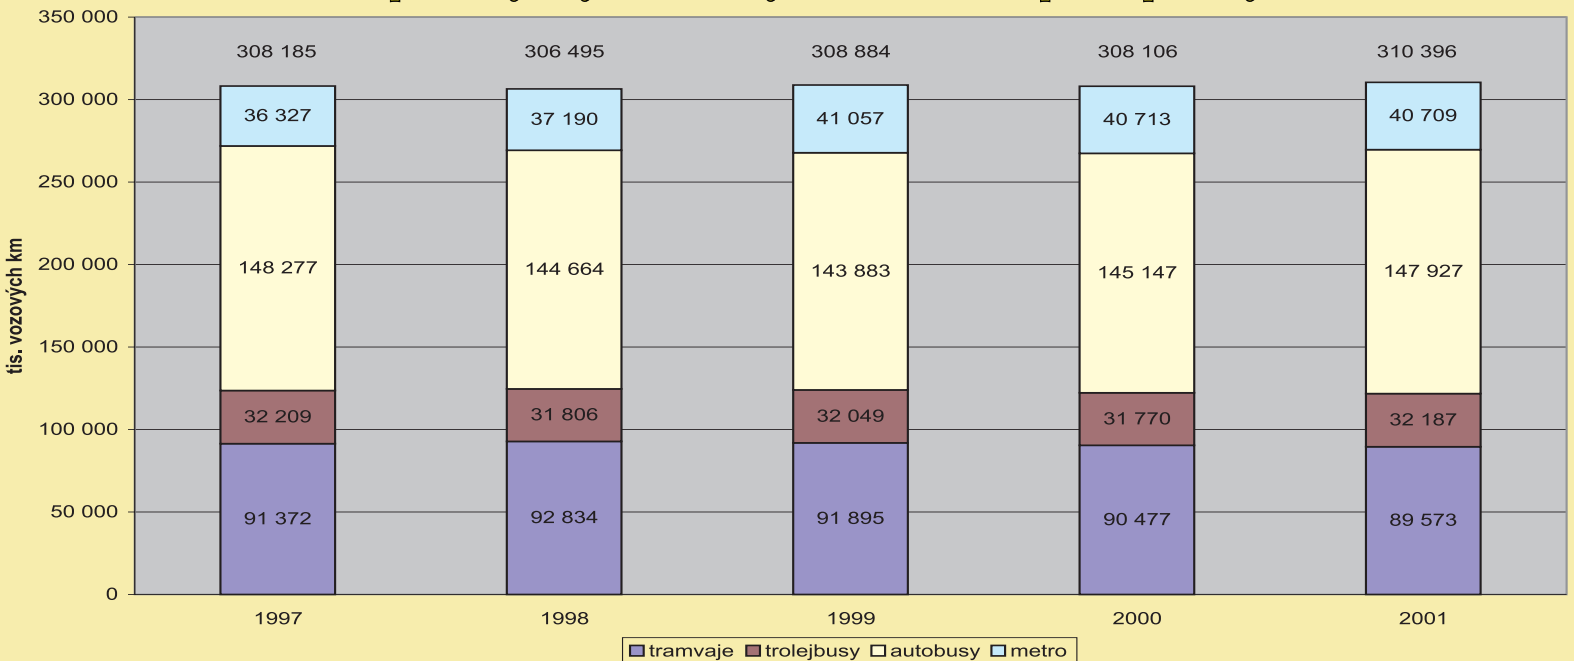 350 000
308 185 306 495 308 884 308 106 310 396
300 000
36 327 37 190 41 057 40 713 40 709
250 000
200 000
148 277 144 664 143 883 145 147 147 927
150 000
32 209 31 806 32 049 31 770 32 187
100 000
50 000
91 372 92 834 91 895 90 477 89 573
0
tis. vozových km
1997 1998 1999 2000 2001
tramvaje trolejbusy autobusy metro